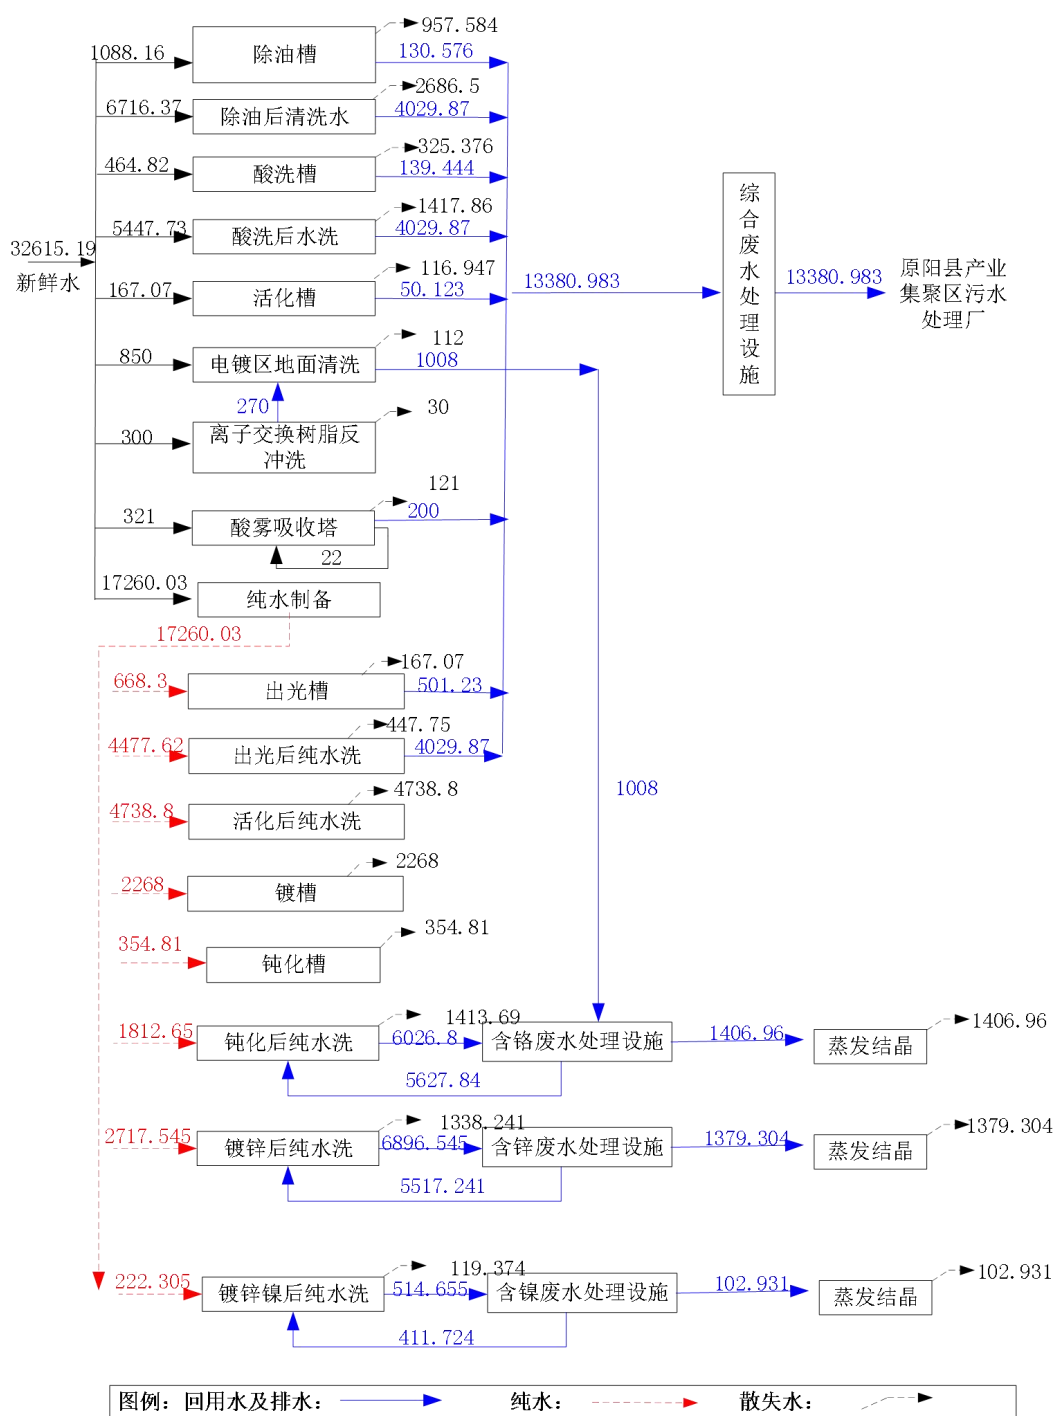 957.584
1088.16
除油槽
130.576
2686.5
6716.37
除油后清洗水
4029.87
325.376
464.82
酸洗槽
139.444
1417.86
5447.73
酸洗后水洗
4029.87
32615.19
新鲜水
116.947
167.07
活化槽
50.123
13380.983
综合废水处理设施
13380.983
原阳县产业
集聚区污水
处理厂
112
850
电镀区地面清洗
1008
270
30
300
离子交换树脂反
冲洗
121
321
酸雾吸收塔
200
22
17260.03
纯水制备
17260.03
167.07
668.3
出光槽
501.23
447.75
4477.62
出光后纯水洗
4029.87
1008
4738.8
4738.8
活化后纯水洗
2268
2268
镀槽
354.81
354.81
钝化槽
1413.69
1812.65
钝化后纯水洗
6026.8
含铬废水处理设施
1406.96
蒸发结晶
1406.96
5627.84
1338.241
2717.545
镀锌后纯水洗
6896.545
含锌废水处理设施
1379.304
蒸发结晶
1379.304
5517.241
119.374
222.305
镀锌镍后纯水洗
514.655
含镍废水处理设施
102.931
蒸发结晶
102.931
411.724
图例：回用水及排水： 纯水： 散失水：